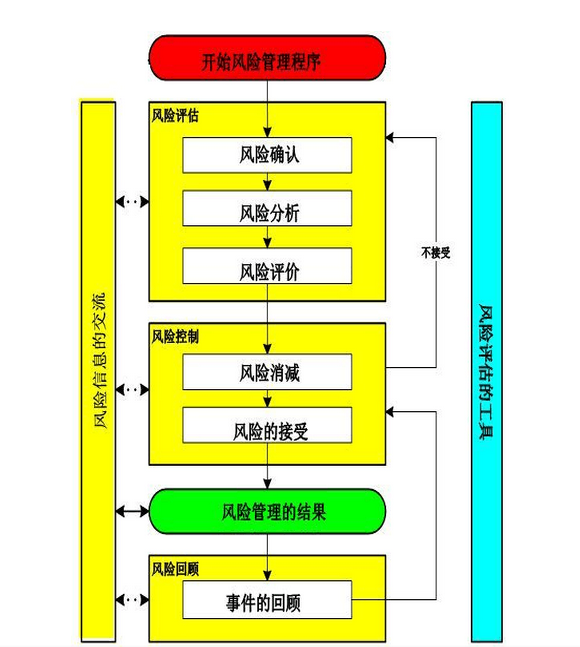 开始风险管理程序
风险评估
风险确认
风险分析
风险评价
不接受
风险控制
风险消减
风险的接受
风险管理的结果
风险回顾
事件的回顾
风险信息的交流
风险评估的工具